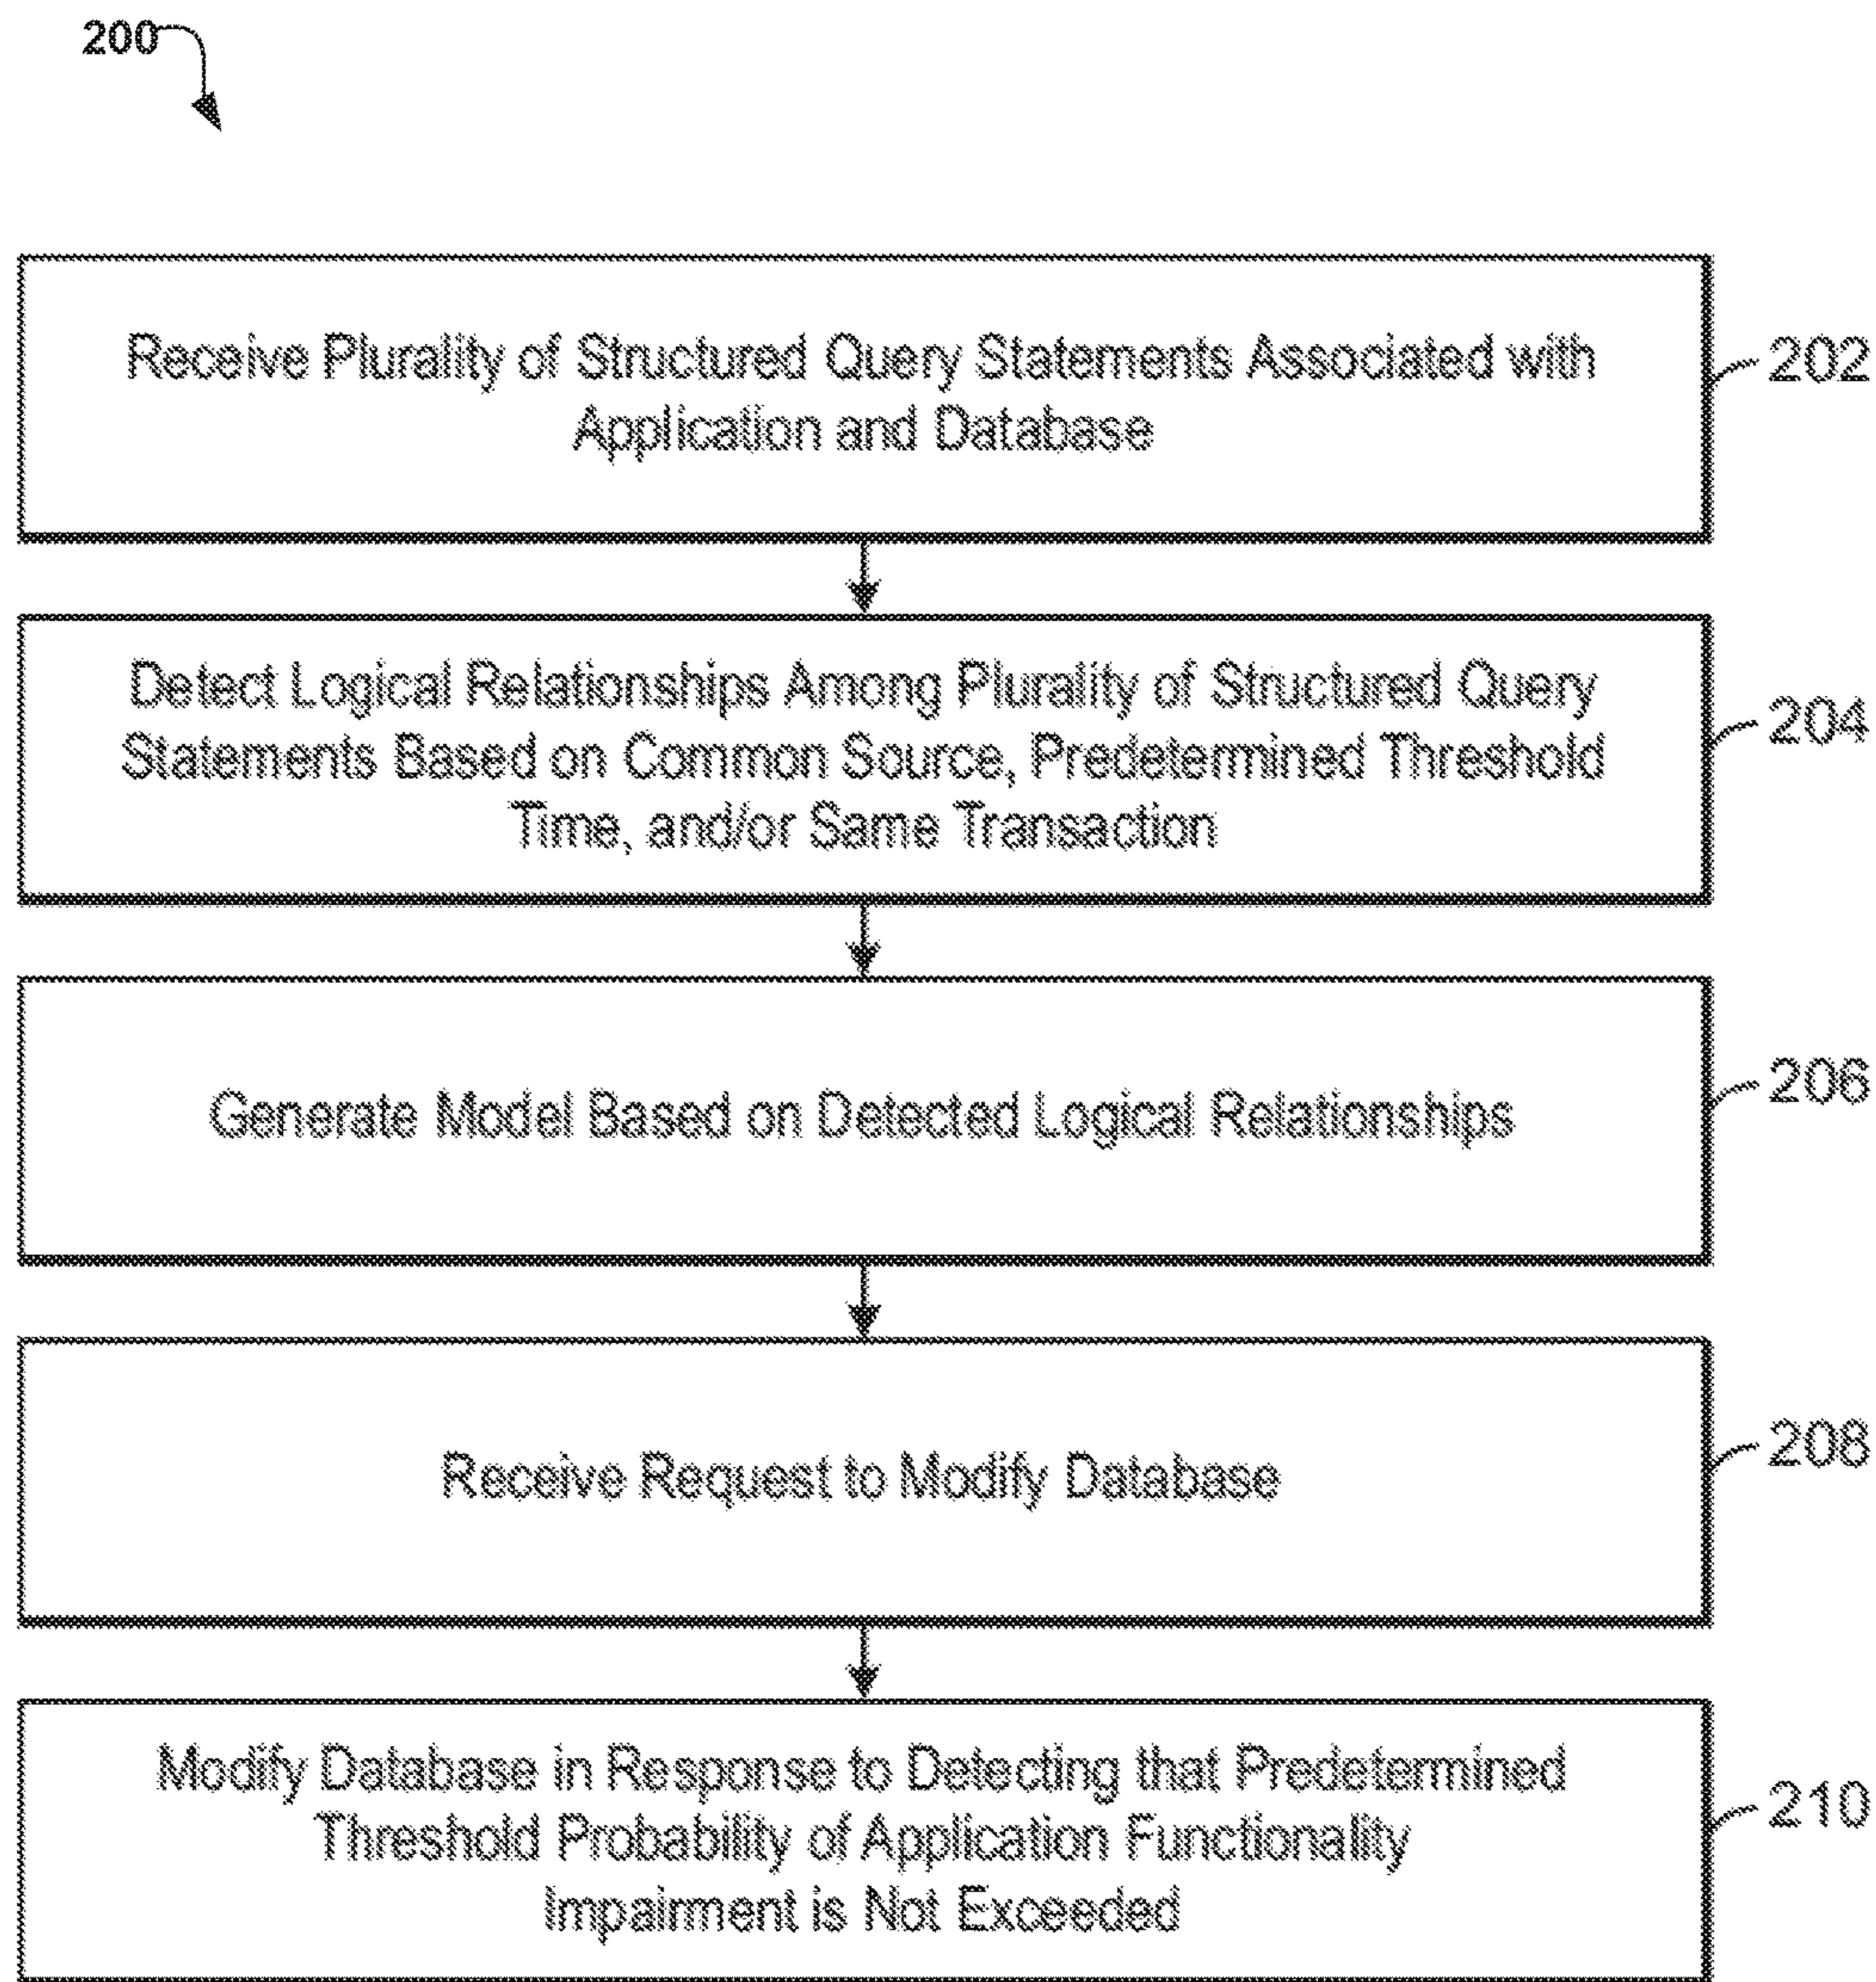 200
Receive Plurality of Structured Query Statements Associated with
Application and Database
202
Detect Logical Relationships Among Plurality of Structured Query
Statements Based on Common Source, Predetermined Threshold
Time, and/or Same Transaction
204
Generate Model Based on Detected Logical Relationships
206
Receive Request to Modify Database
208
Modify Database in Response to Detecting that Predetermined
Threshold Probability of Application Functionality
Impairment is Not Exceeded
210